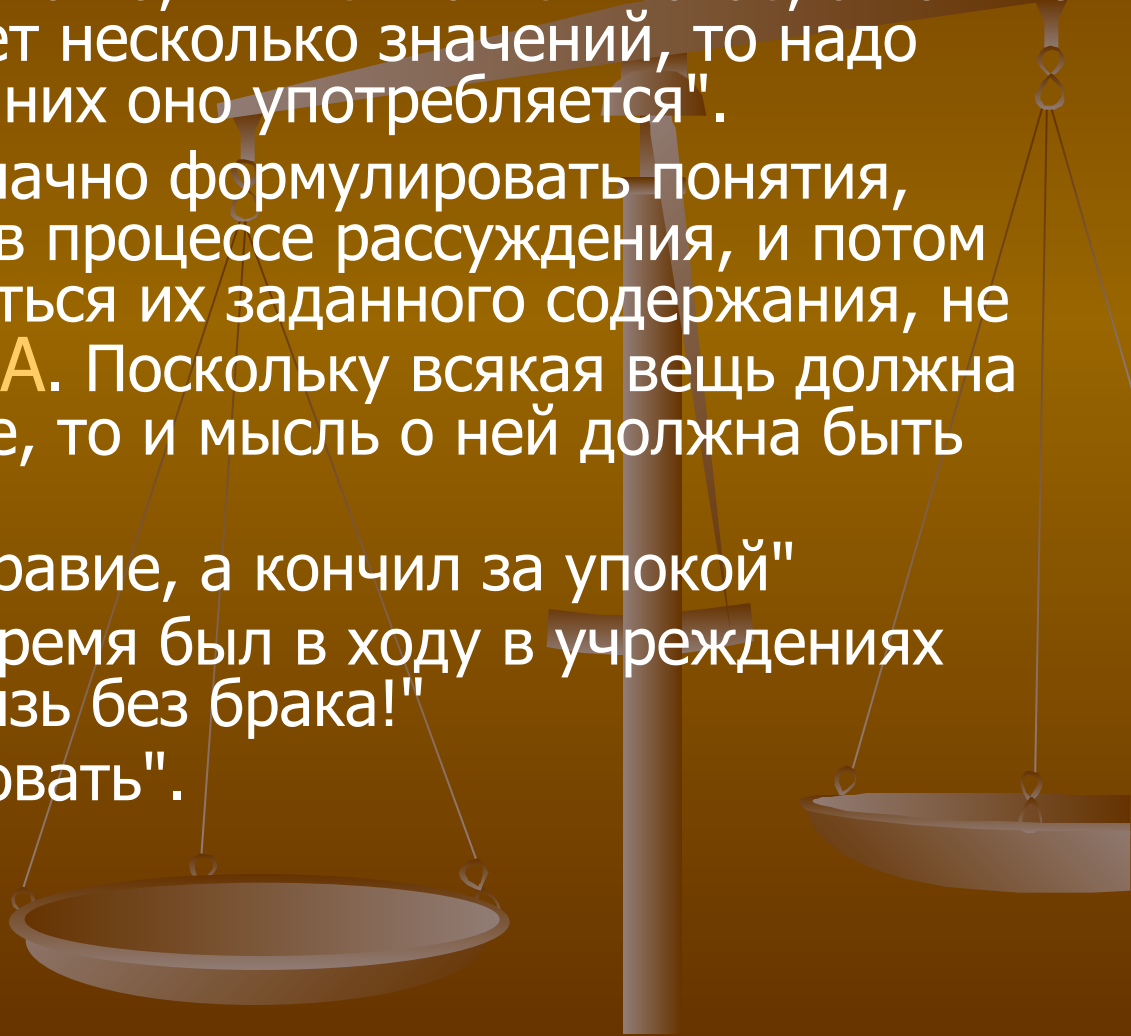 ет несколько значений, то надо
них оно употребляется".
начно формулировать понятия,
в процессе рассуждения, и потом
ться их заданного содержания, не
А. Поскольку всякая вещь должна
е, то и мысль о ней должна быть
равие, а кончил за упокой"
ремя был в ходу в учреждениях
язь без брака!"
овать".